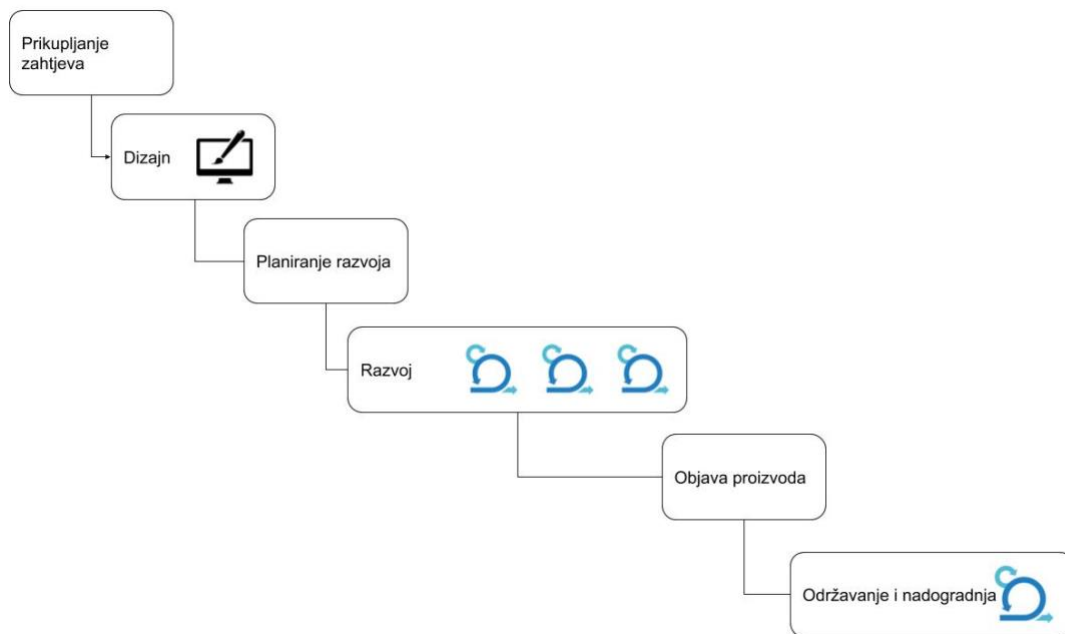 Prikupljanje
zahtjeva
Dizajn
Planiranje razvoja
Razvoj
Objava proizvoda
Održavanje i nadogradnja